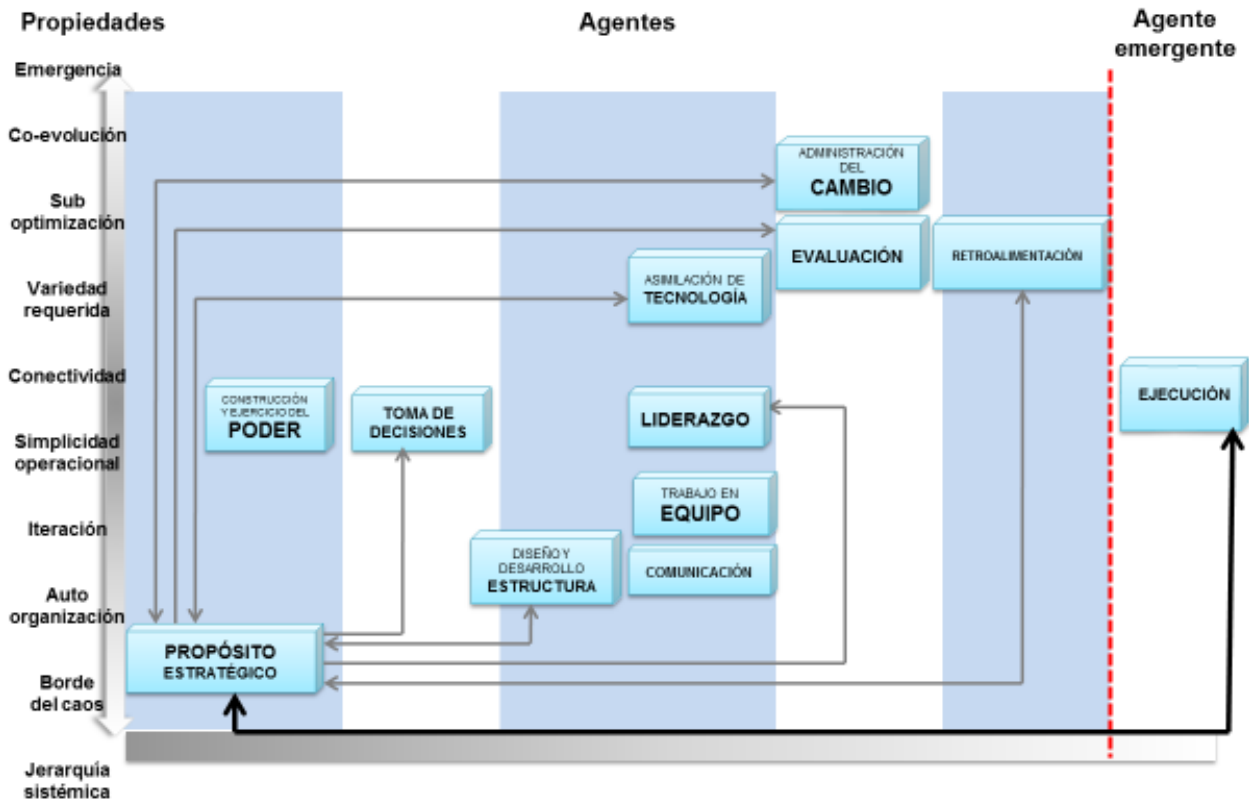 Propiedades
Agentes
Agente
emergente
Emergencia
Co-evolución
Sub
optimización
Variedad
requerida
Conectividad
Simplicidad
operacional
Iteración
Auto
organización
Borde
del caos
Jerarquía
sistémica
ADMINISTRACIÓN
DEL
CAMBIO
EVALUACIÓN
RETROALIMENTACIÓN
ASIMILACIÓN DE
TECNOLOGÍA
CONSTRUCCIÓN
Y EJERCICIO DEL
PODER
TOMA DE
DECISIONES
LIDERAZGO
EJECUCIÓN
TRABAJO EN
EQUIPO
DISEÑO Y
DESARROLLO
ESTRUCTURA
COMUNICACIÓN
PROPÓSITO
ESTRATÉGICO